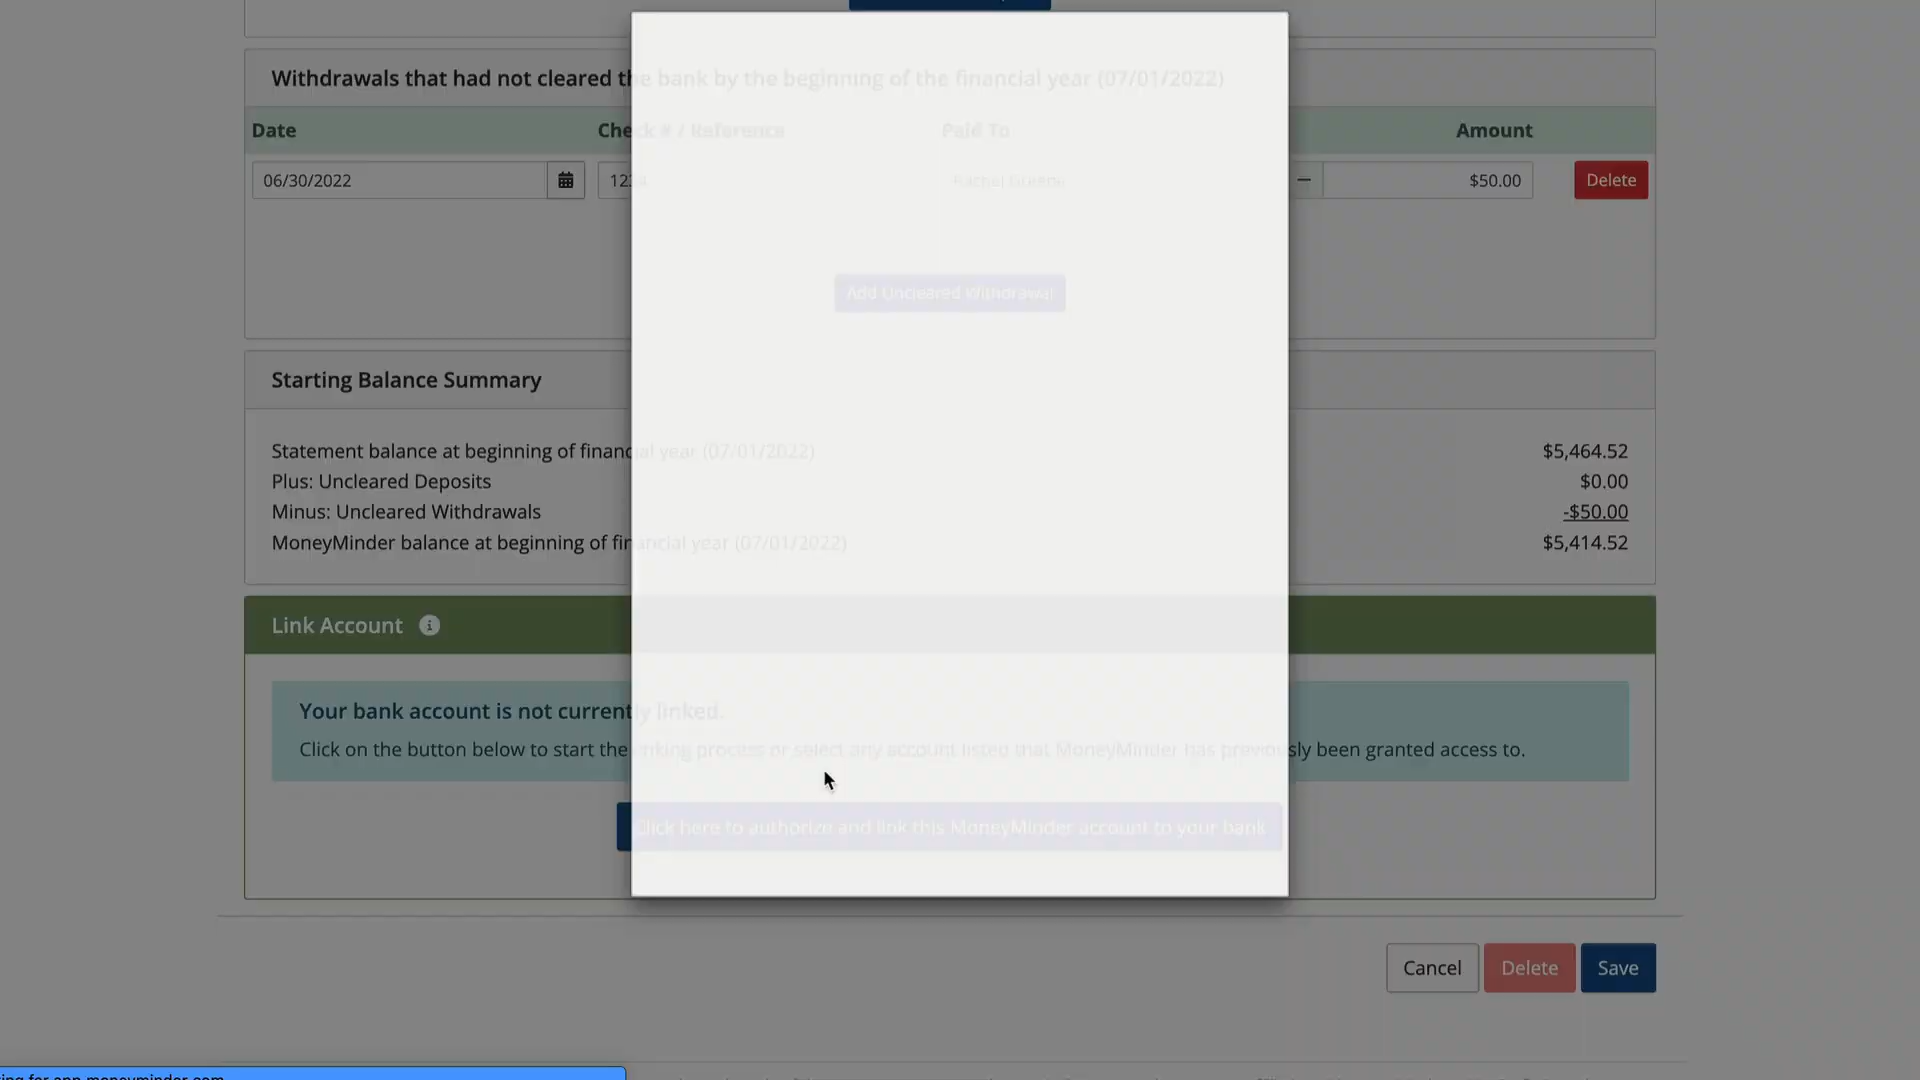 Withdrawals that had not cleared the bank by the beginning of the financial year (07/01/2022)
Date Check # / Reference Paid To Amount
06/30/2022 $50.00 Delete
Add Uncleared Withdrawal
Starting Balance Summary
Statement balance at beginning of financial year (07/01/2022) $5,464.52
Plus: Uncleared Deposits $0.00
Minus: Uncleared Withdrawals -$50.00
MoneyMinder balance at beginning of financial year (07/01/2022) $5,414.52
Link Account
Your bank account is not currently linked.
Click on the button below to start the linking process or select any account listed that MoneyMinder has previously been granted access to.
Click here to authorize and link this MoneyMinder account to your bank
Cancel Delete Save